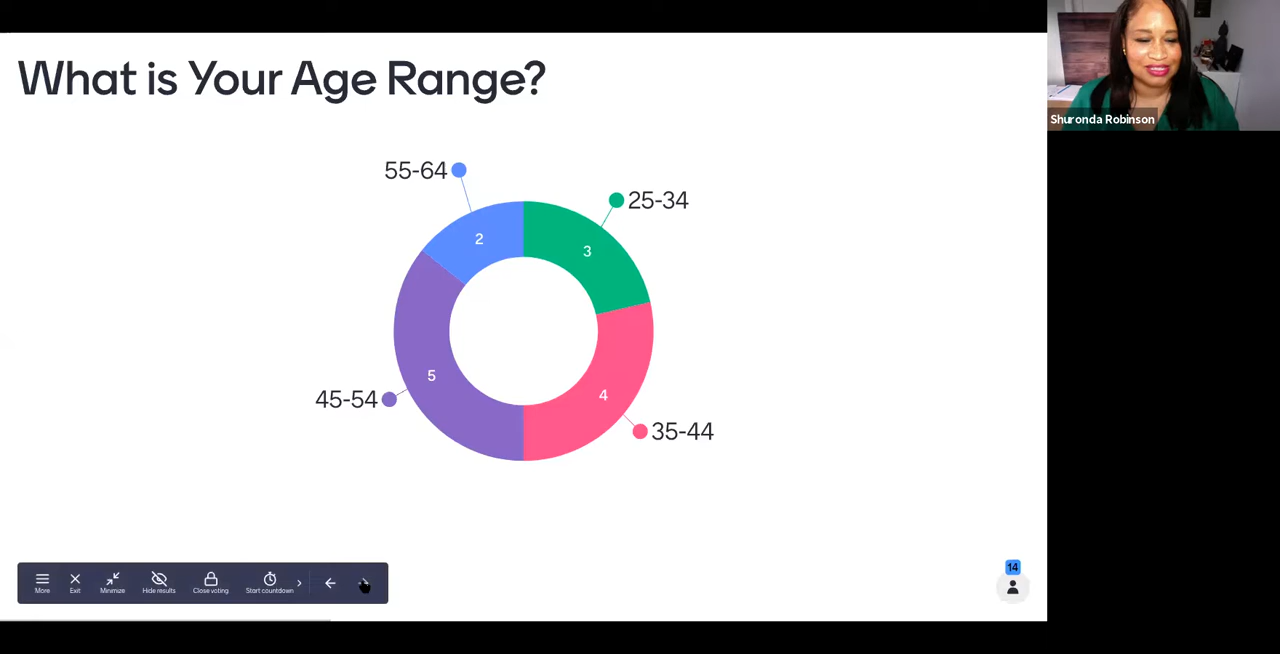 What is Your Age Range?
Shuronda Robinson
55-64
25-34
2
3
5
4
45-54
35-44
More
Exit
Minimize
Hide results
Close voting
Start countdown
14